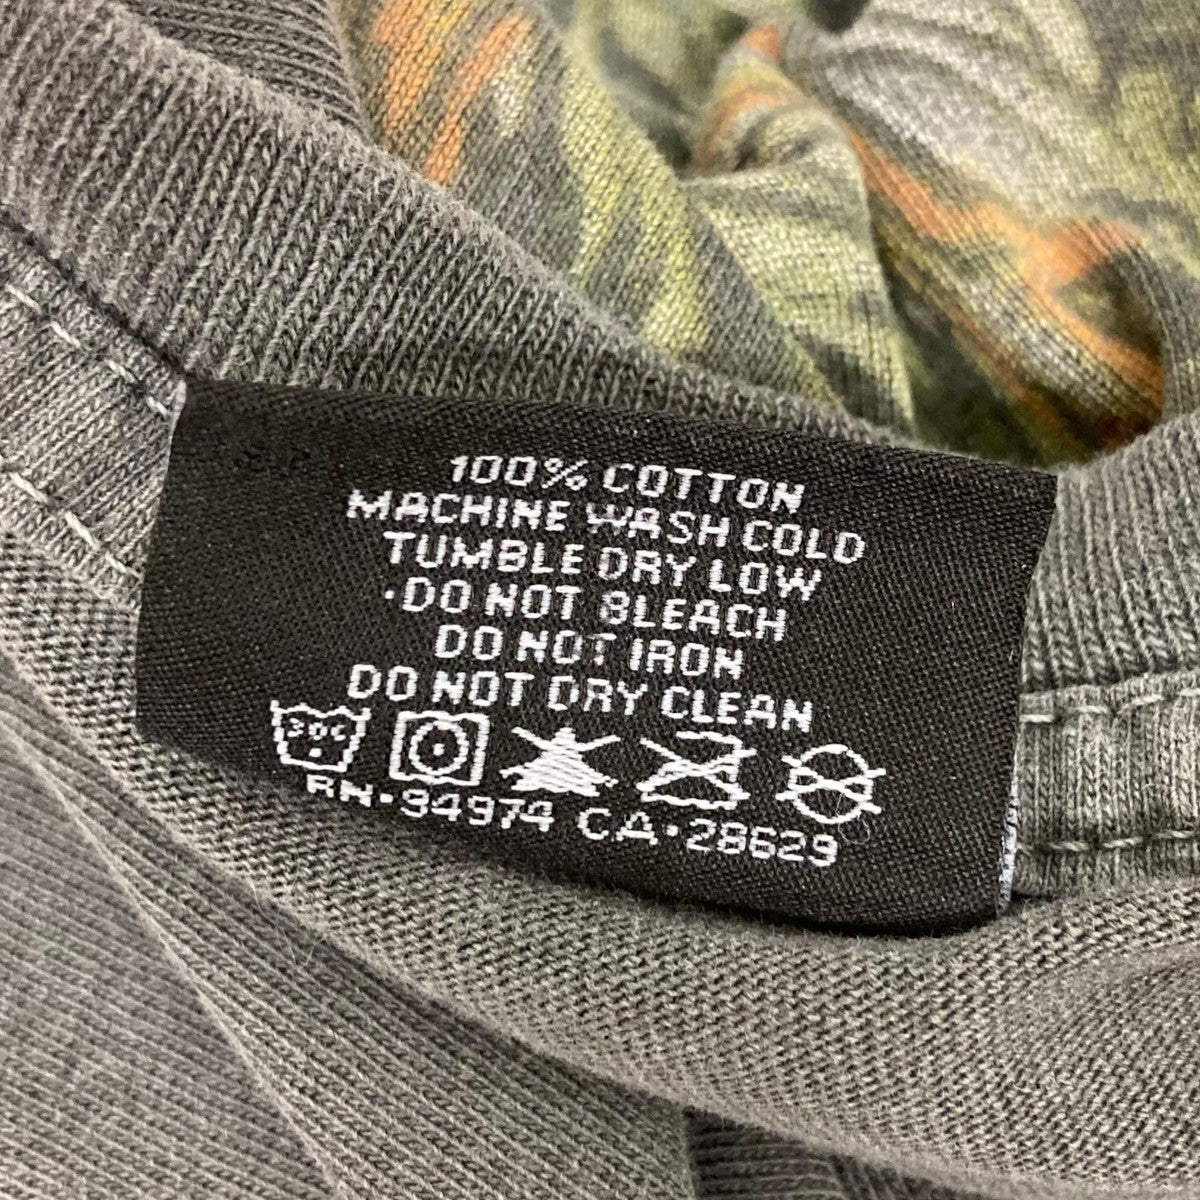 100% COTTON
MACHINE WASH COLD
TUMBLE DRY LOW
·DO NOT BLEACH
DO NOT IRON
DO NOT DRY CLEAN
30C
RN·94974 CA·28629